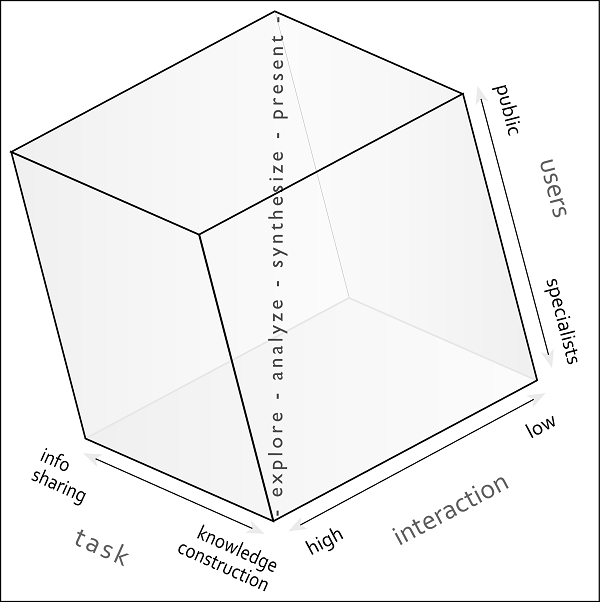 - explore - analyze - synthesize - present -
public
users
specialists
low
interaction
high
info
sharing
task
knowledge
construction